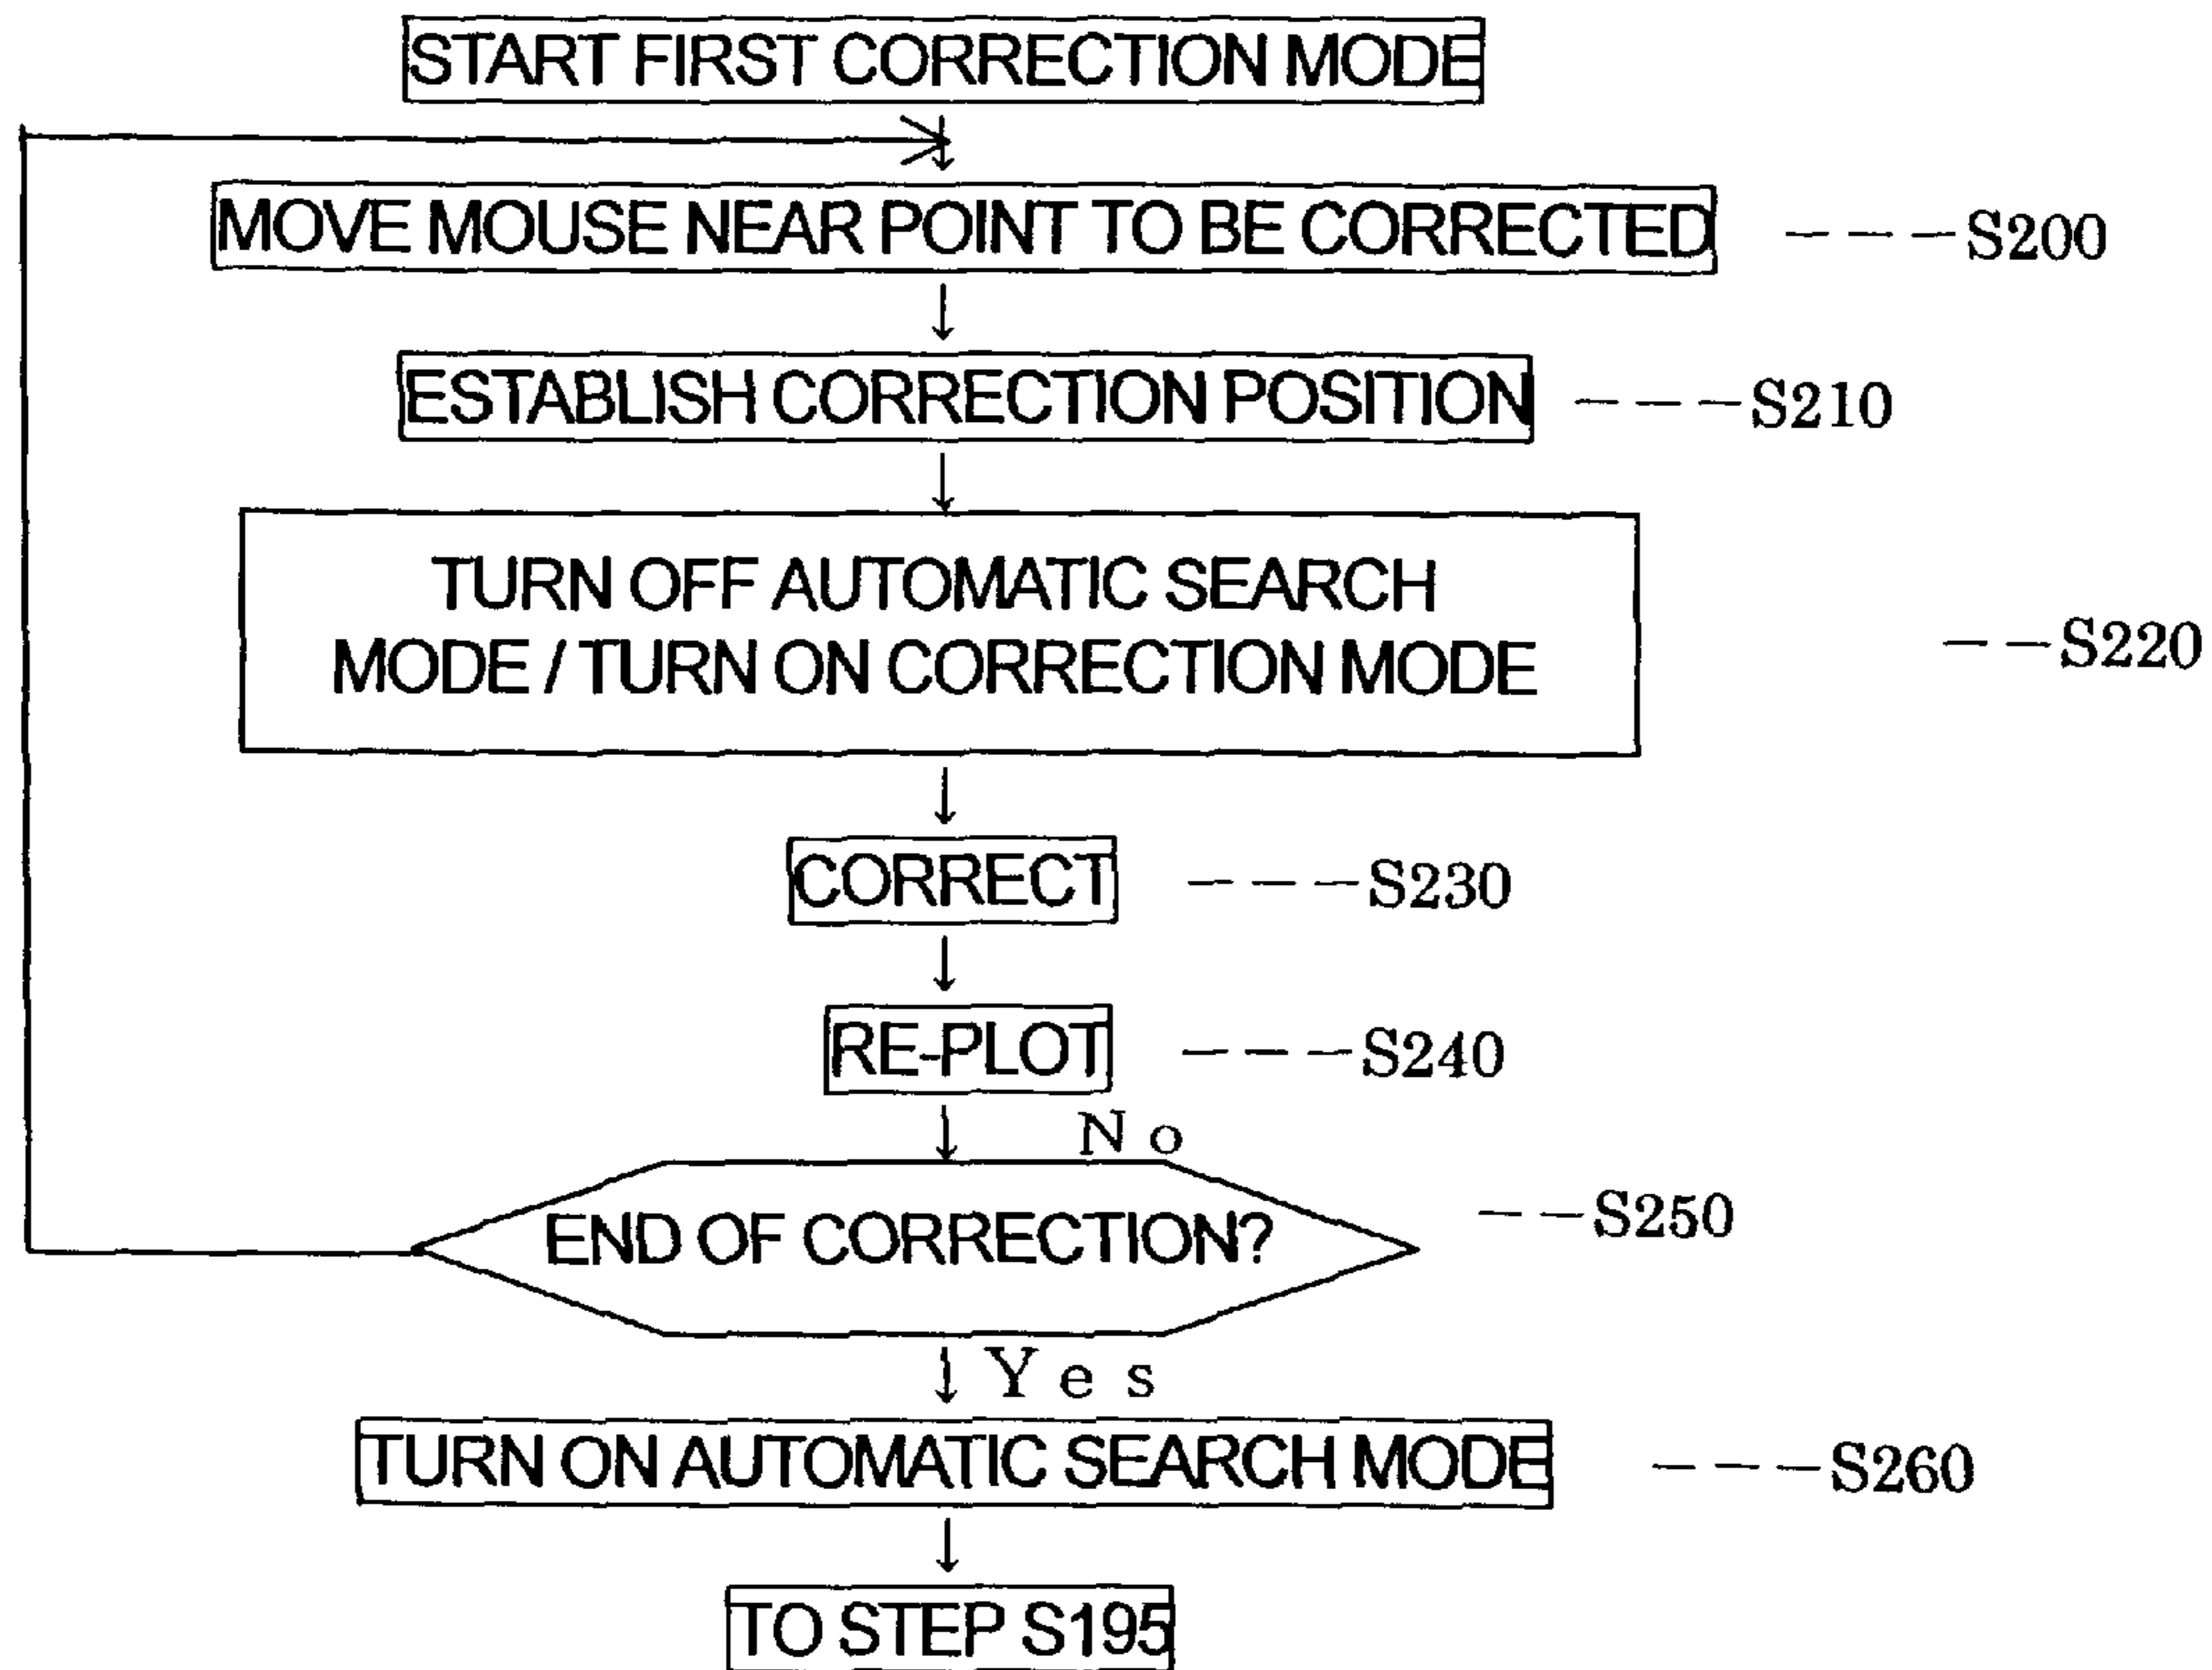 START FIRST CORRECTION MODE
MOVE MOUSE NEAR POINT TO BE CORRECTED
S200
ESTABLISH CORRECTION POSITION
S210
TURN OFF AUTOMATIC SEARCH
MODE / TURN ON CORRECTION MODE
S220
CORRECT
S230
RE-PLOT
S240
No
END OF CORRECTION?
S250
Yes
TURN ON AUTOMATIC SEARCH MODE
S260
TO STEP S195